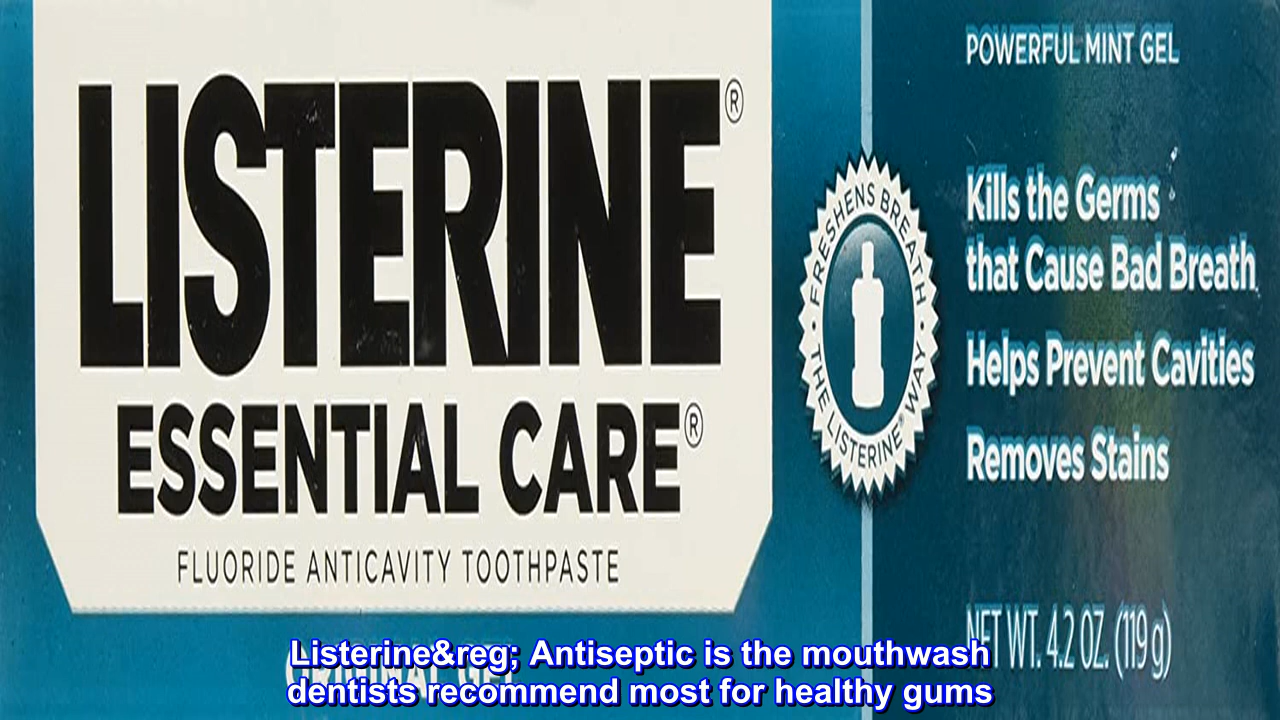 LISTERINE®
ESSENTIAL CARE®
FLUORIDE ANTICAVITY TOOTHPASTE
• FRESHENS BREATH •
THE LISTERINE® WAY
POWERFUL MINT GEL
Kills the Germs
that Cause Bad Breath
Helps Prevent Cavities
Removes Stains
NET WT. 4.2 OZ. (119 g)
Listerine&reg; Antiseptic is the mouthwash
dentists recommend most for healthy gums